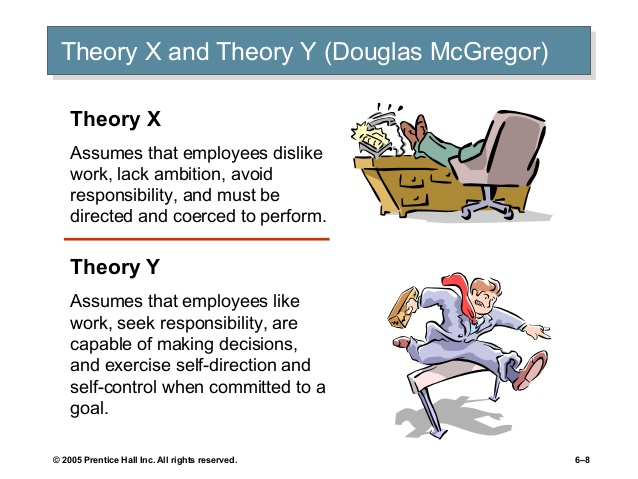 Theory X and Theory Y (Douglas McGregor)
Theory X
Assumes that employees dislike
work, lack ambition, avoid
responsibility, and must be
directed and coerced to perform.
Theory Y
Assumes that employees like
work, seek responsibility, are
capable of making decisions,
and exercise self-direction and
self-control when committed to a
goal.
© 2005 Prentice Hall Inc. All rights reserved.
6–8